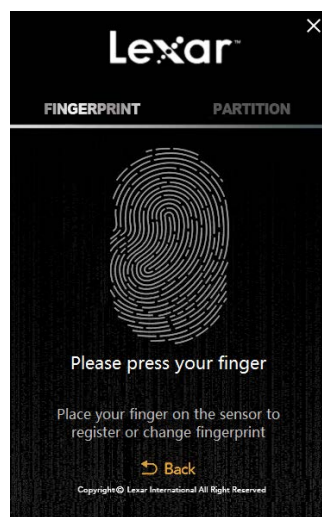 Lexar™
FINGERPRINT PARTITION
Please press your finger
Place your finger on the sensor to
register or change fingerprint
Back
Copyright© Lexar International All Right Reserved